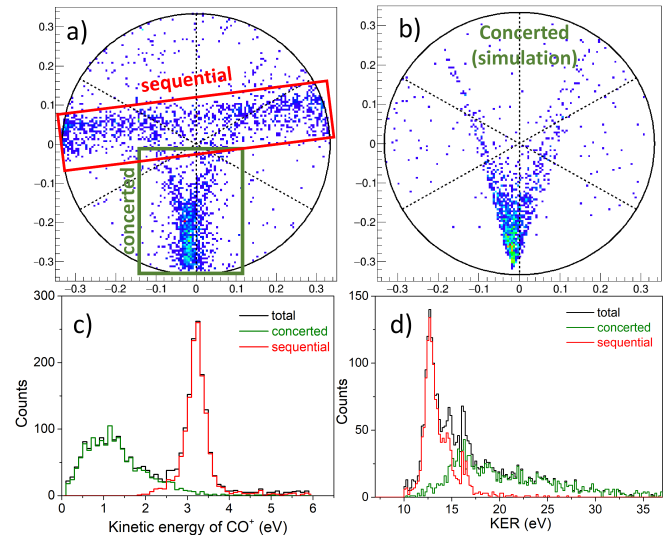 a)
sequential
concerted
0.3
0.2
0.1
0
−0.1
−0.2
−0.3
−0.3 −0.2 −0.1 0 0.1 0.2 0.3
b)
Concerted
(simulation)
0.3
0.2
0.1
0
−0.1
−0.2
−0.3
−0.3 −0.2 −0.1 0 0.1 0.2 0.3
c)
total
concerted
sequential
Counts
300
200
100
0
0 1 2 3 4 5 6
Kinetic energy of CO⁺ (eV)
d)
total
concerted
sequential
Counts
150
100
50
0
5 10 15 20 25 30 35
KER (eV)